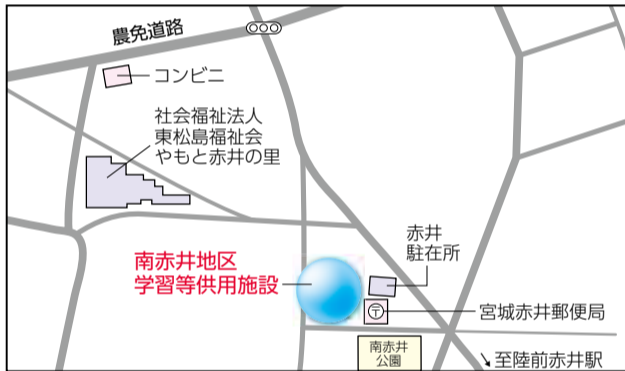 農免道路
コンビニ
社会福祉法人
東松島福祉会
やもと赤井の里
赤井
駐在所
南赤井地区
学習等供用施設
〒
宮城赤井郵便局
南赤井
公園
至陸前赤井駅